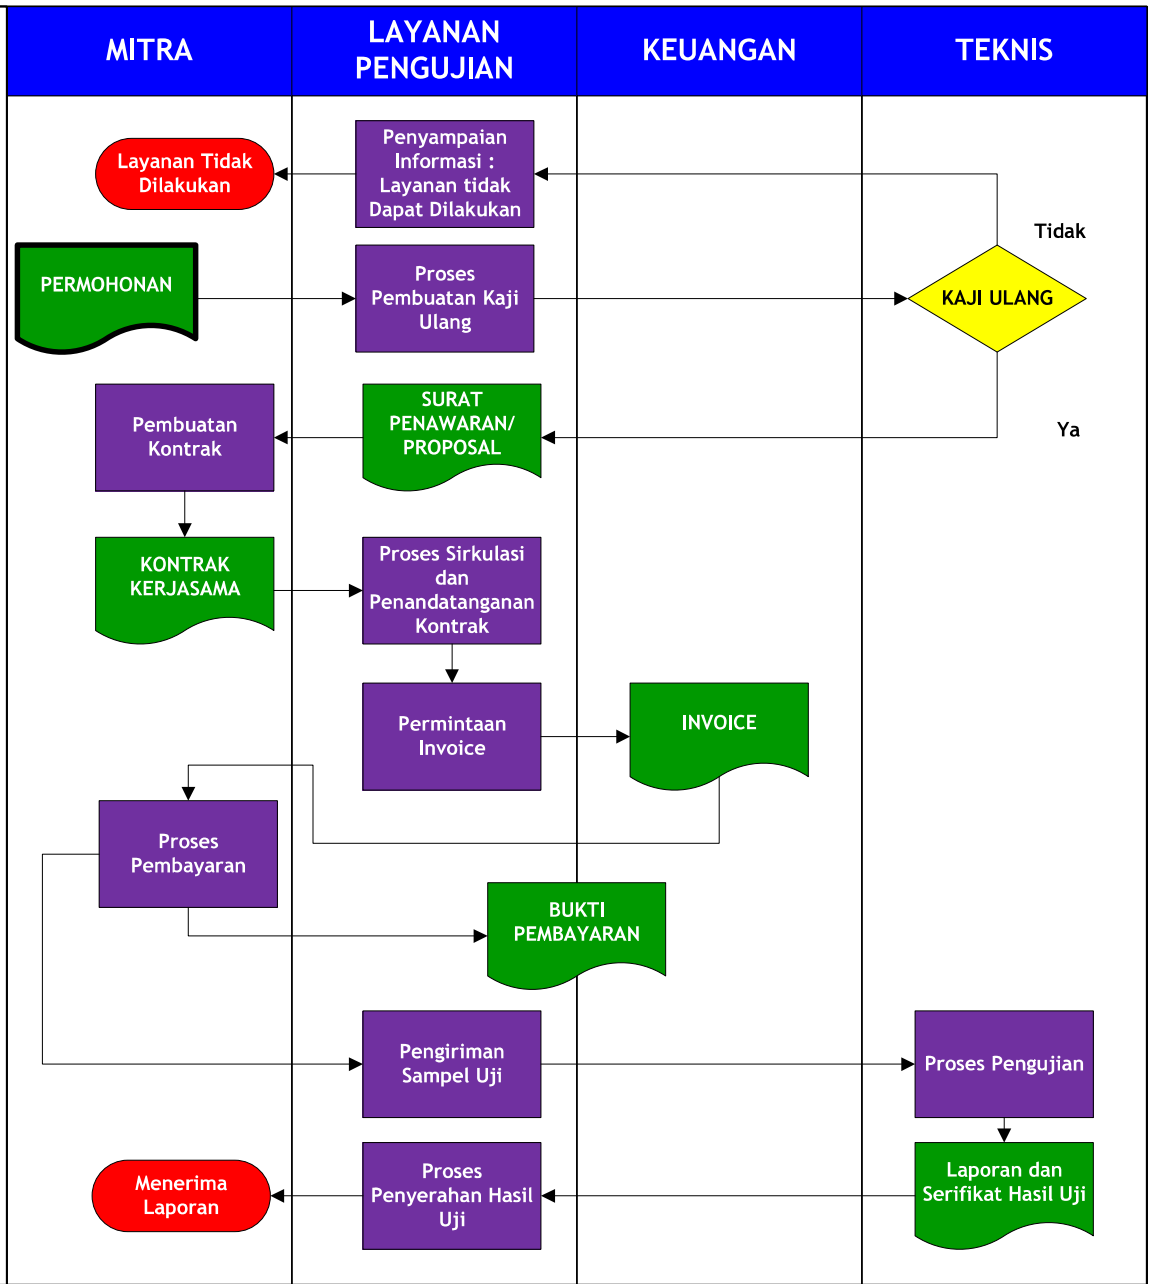 MITRA
LAYANAN
PENGUJIAN
KEUANGAN
TEKNIS
Layanan Tidak
Dilakukan
Penyampaian
Informasi :
Layanan tidak
Dapat Dilakukan
Tidak
PERMOHONAN
Proses
Pembuatan Kaji
Ulang
KAJI ULANG
Pembuatan
Kontrak
SURAT
PENAWARAN/
PROPOSAL
Ya
KONTRAK
KERJASAMA
Proses Sirkulasi
dan
Penandatanganan
Kontrak
Permintaan
Invoice
INVOICE
Proses
Pembayaran
BUKTI
PEMBAYARAN
Pengiriman
Sampel Uji
Proses Pengujian
Menerima
Laporan
Proses
Penyerahan Hasil
Uji
Laporan dan
Serifikat Hasil Uji